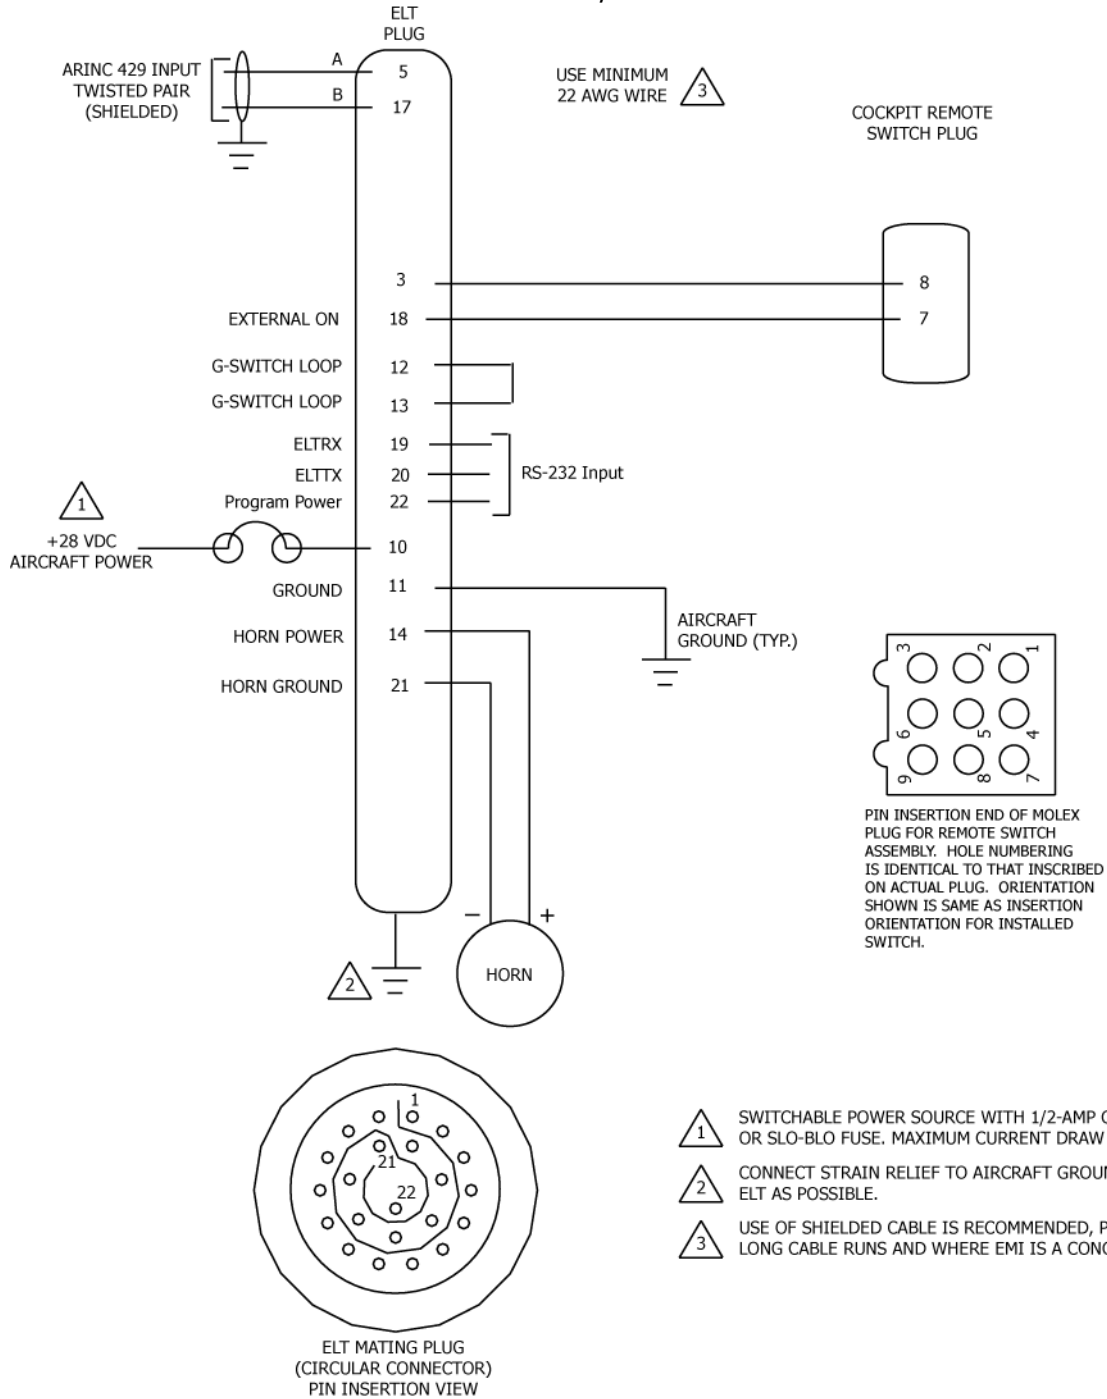 ELT
PLUG
ARINC 429 INPUT
TWISTED PAIR
(SHIELDED)
A
5
B
17
USE MINIMUM
22 AWG WIRE
3
COCKPIT REMOTE
SWITCH PLUG
3
8
EXTERNAL ON
18
7
G-SWITCH LOOP
12
G-SWITCH LOOP
13
ELTRX
19
ELTTX
20
RS-232 Input
Program Power
22
1
+28 VDC
AIRCRAFT POWER
10
GROUND
11
AIRCRAFT
GROUND (TYP.)
HORN POWER
14
HORN GROUND
21
3 2 1
6 5 4
9 8 7
PIN INSERTION END OF MOLEX
PLUG FOR REMOTE SWITCH
ASSEMBLY. HOLE NUMBERING
IS IDENTICAL TO THAT INSCRIBED
ON ACTUAL PLUG. ORIENTATION
SHOWN IS SAME AS INSERTION
ORIENTATION FOR INSTALLED
SWITCH.
− +
HORN
2
1
21
22
ELT MATING PLUG
(CIRCULAR CONNECTOR)
PIN INSERTION VIEW
1
SWITCHABLE POWER SOURCE WITH 1/2-AMP
OR SLO-BLO FUSE. MAXIMUM CURRENT DRAW
2
CONNECT STRAIN RELIEF TO AIRCRAFT GROUN
ELT AS POSSIBLE.
3
USE OF SHIELDED CABLE IS RECOMMENDED, P
LONG CABLE RUNS AND WHERE EMI IS A CONC